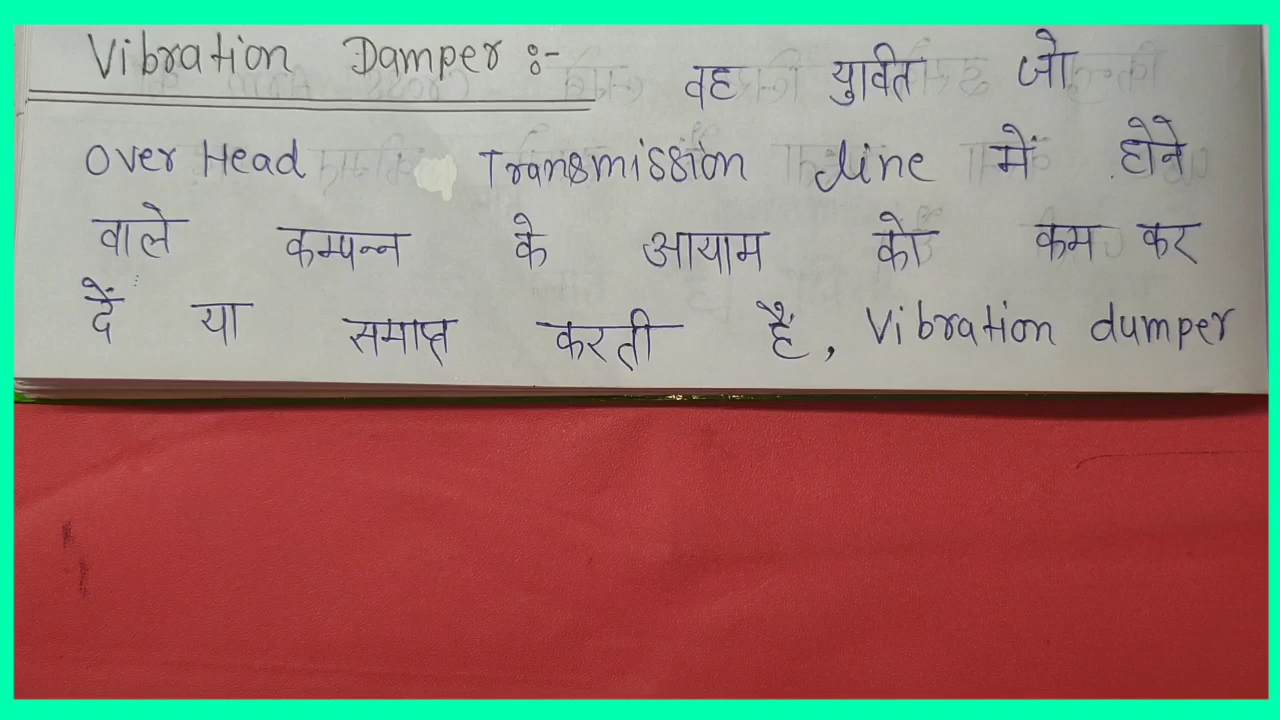 Vibration Damper :- वह युक्ति जो
Over Head Transmission line में होने
वाले कम्पन्न के आयाम को कम कर
दें या समाप्त करती हैं, Vibration dumper